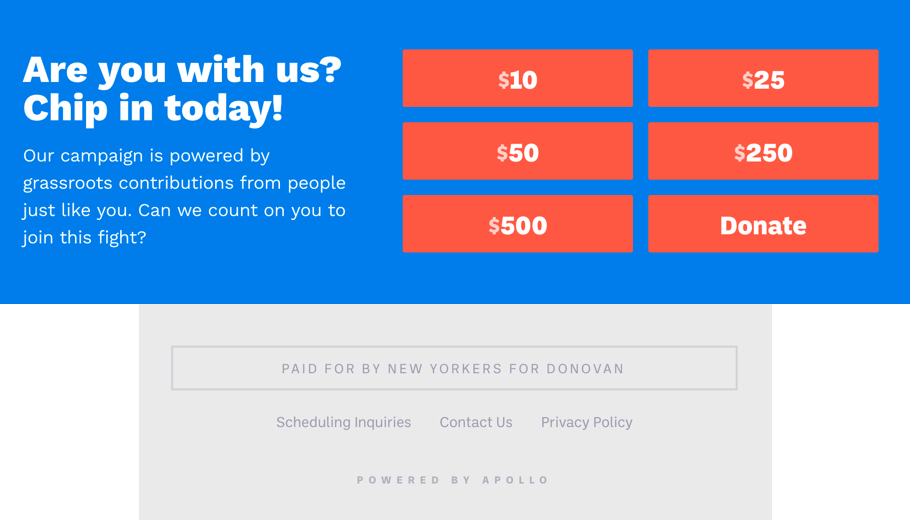 Are you with us?
Chip in today!
Our campaign is powered by
grassroots contributions from people
just like you. Can we count on you to
join this fight?
$10
$25
$50
$250
$500
Donate
PAID FOR BY NEW YORKERS FOR DONOVAN
Scheduling Inquiries Contact Us Privacy Policy
POWERED BY APOLLO